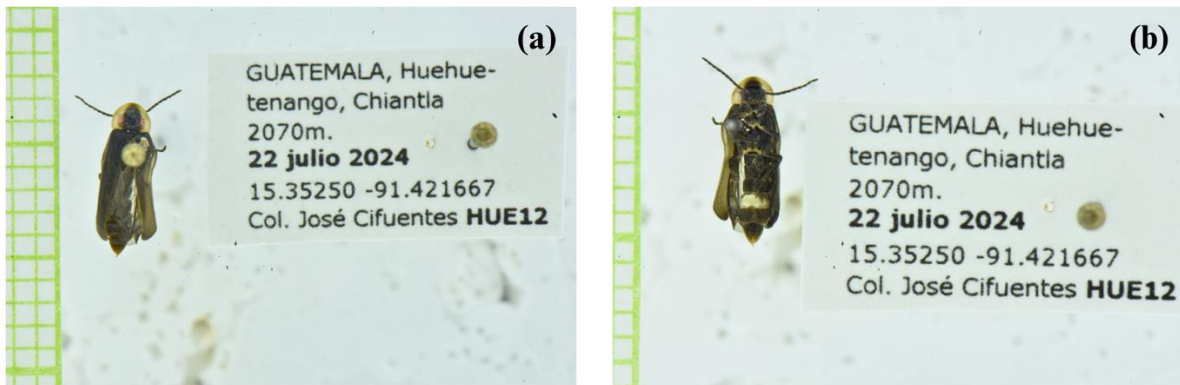 (a)
GUATEMALA, Huehue-
tenango, Chiantla
2070m.
22 julio 2024
15.35250 -91.421667
Col. José Cifuentes HUE12
(b)
GUATEMALA, Huehue-
tenango, Chiantla
2070m.
22 julio 2024
15.35250 -91.421667
Col. José Cifuentes HUE12